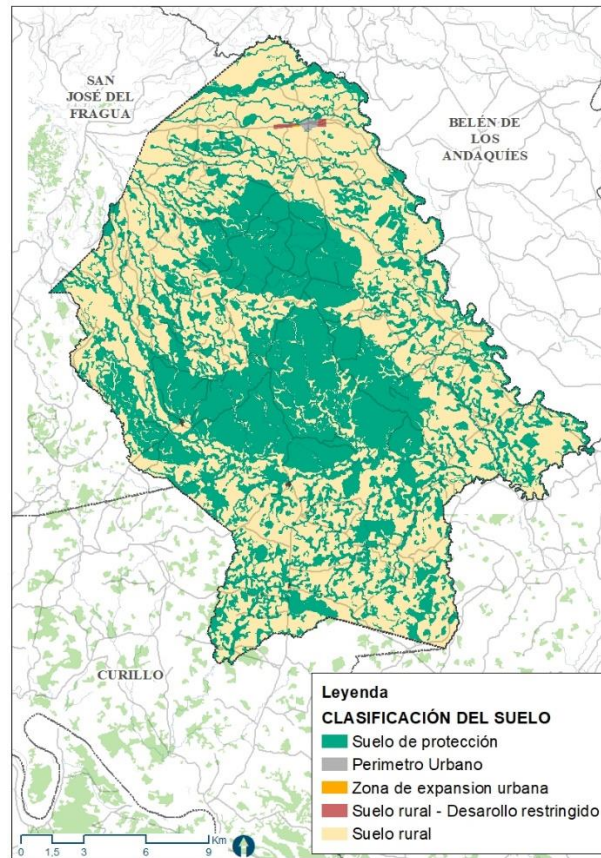 SAN
JOSÉ DEL
FRAGUA
BELÉN DE
LOS
ANDAQUÍES
CURILLO
Leyenda
CLASIFICACIÓN DEL SUELO
Suelo de protección
Perimetro Urbano
Zona de expansion urbana
Suelo rural - Desarollo restringido
Suelo rural
Km
0 1,5 3 6 9